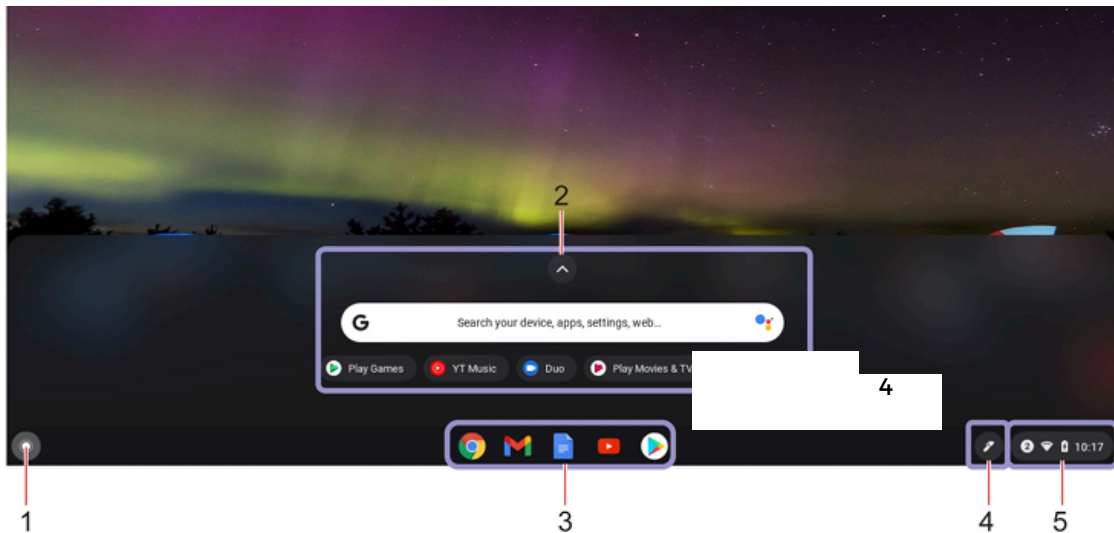 2
Search your device, apps, settings, web...
Play Games YT Music Duo Play Movies & TV
4
2 10:17
1 3 4 5